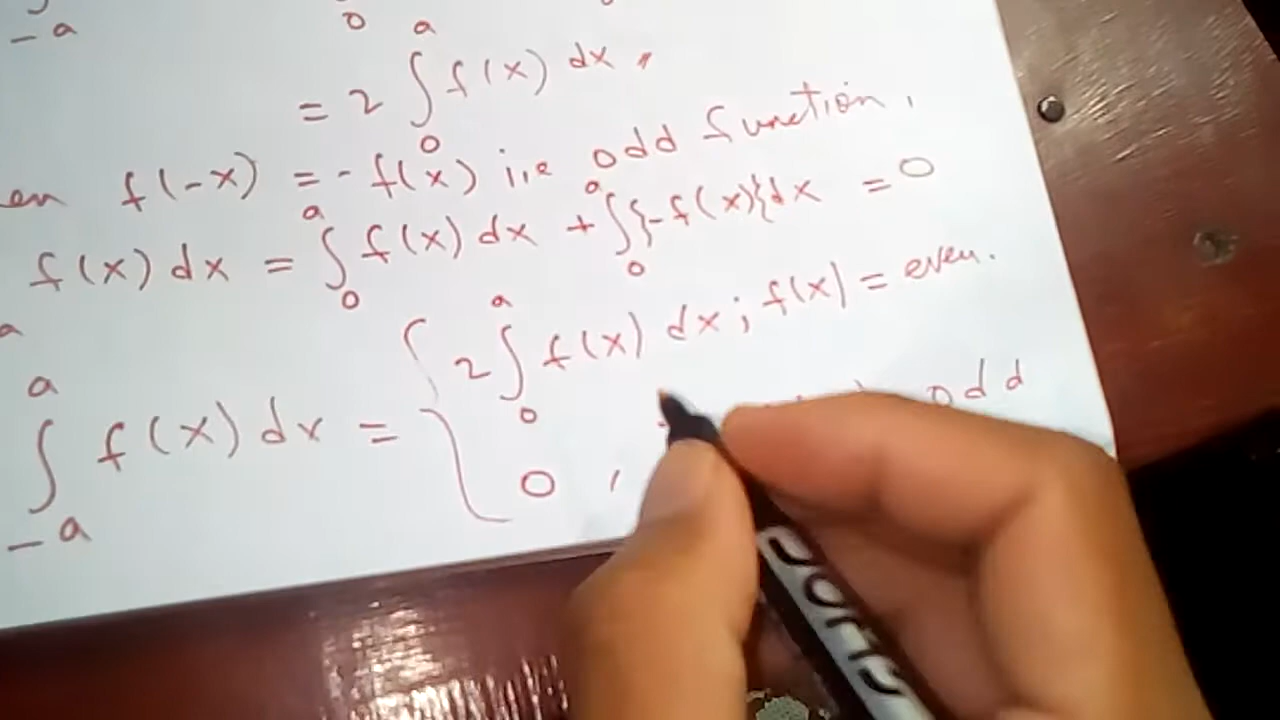 -a 0
= 2 ∫₀ᵃ f(x) dx
en f(-x) = -f(x) i,e odd function,
f(x) dx = ∫₀ᵃ f(x) dx + ∫₀ᵃ {-f(x)} dx = 0
a
∫₋ₐᵃ f(x) dx = { 2 ∫₀ᵃ f(x) dx ; f(x) = even.
0 , odd